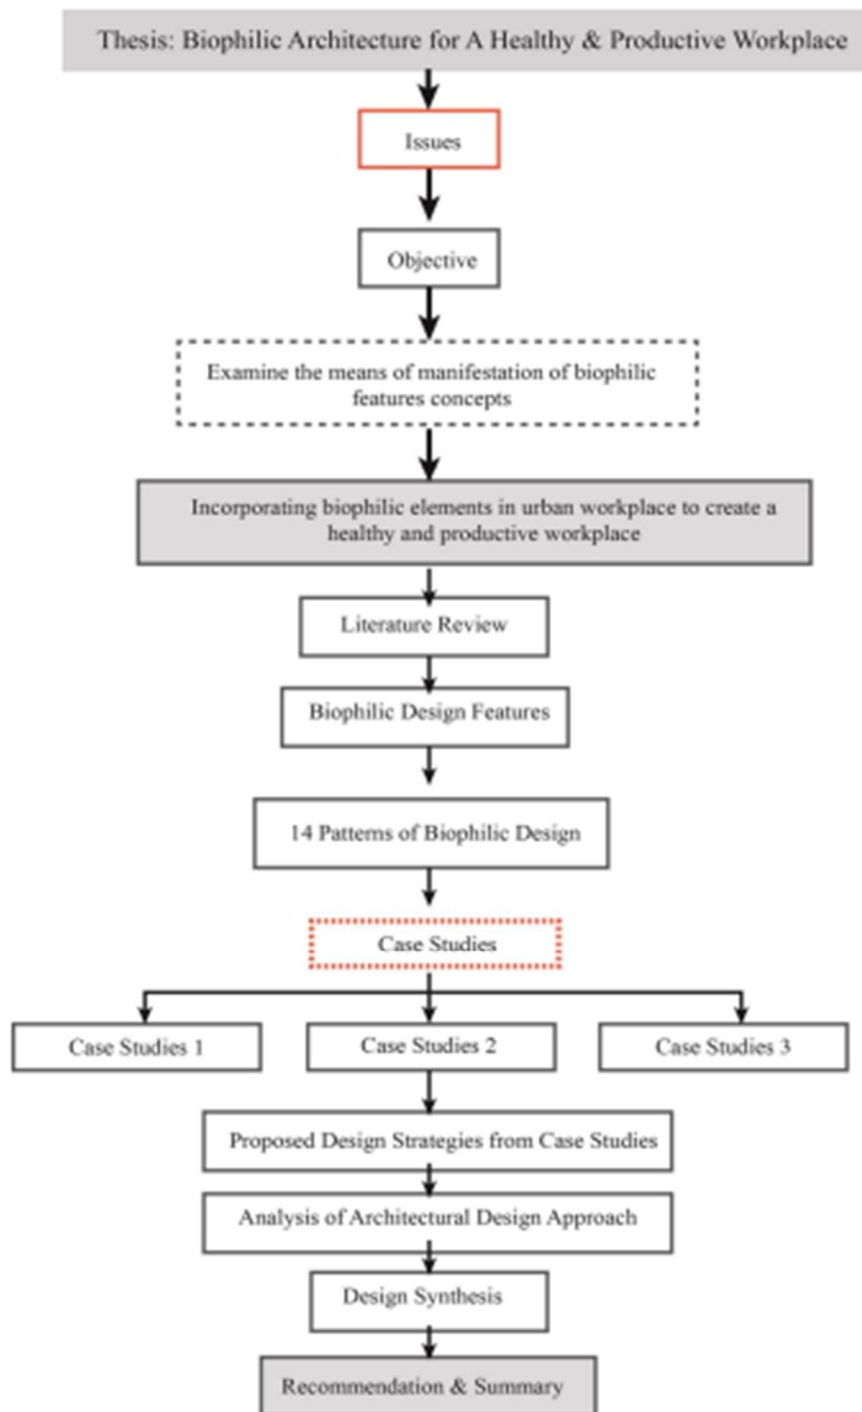 Thesis: Biophilic Architecture for A Healthy & Productive Workplace
Issues
Objective
Examine the means of manifestation of biophilic
features concepts
Incorporating biophilic elements in urban workplace to create a
healthy and productive workplace
Literature Review
Biophilic Design Features
14 Patterns of Biophilic Design
Case Studies
Case Studies 1
Case Studies 2
Case Studies 3
Proposed Design Strategies from Case Studies
Analysis of Architectural Design Approach
Design Synthesis
Recommendation & Summary